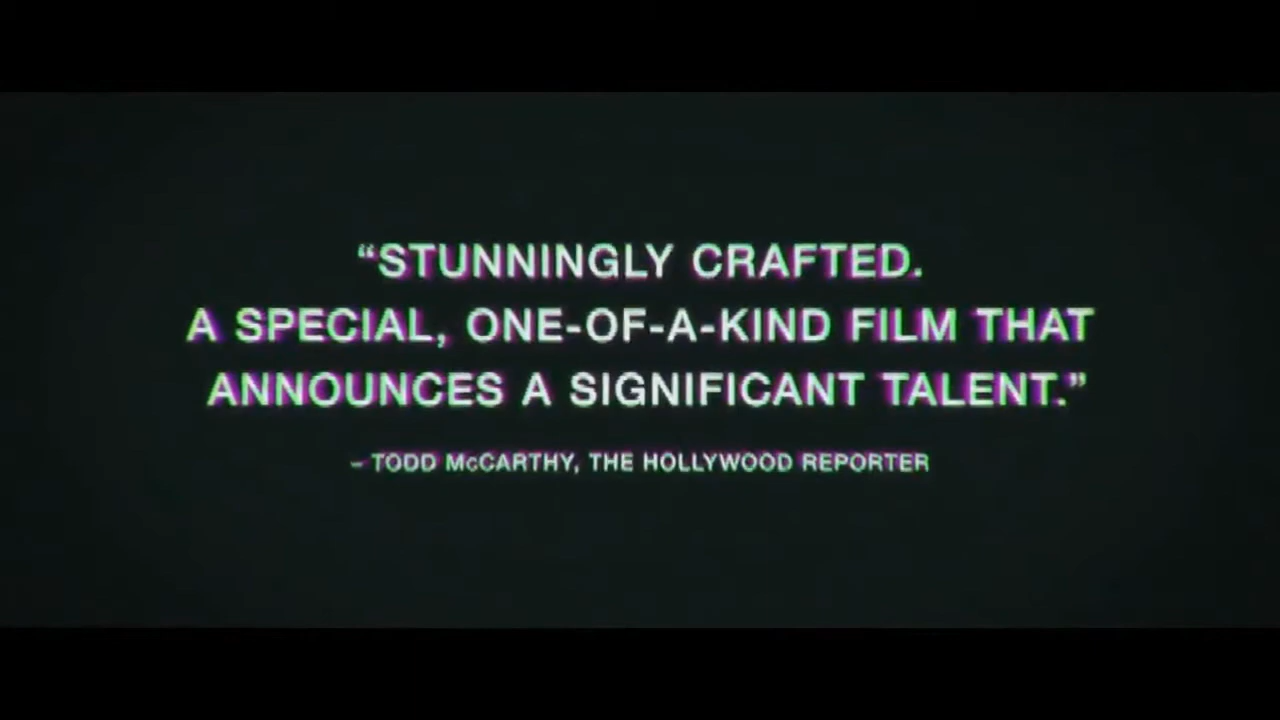 “STUNNINGLY CRAFTED.
A SPECIAL, ONE-OF-A-KIND FILM THAT
ANNOUNCES A SIGNIFICANT TALENT.”
– TODD McCARTHY, THE HOLLYWOOD REPORTER